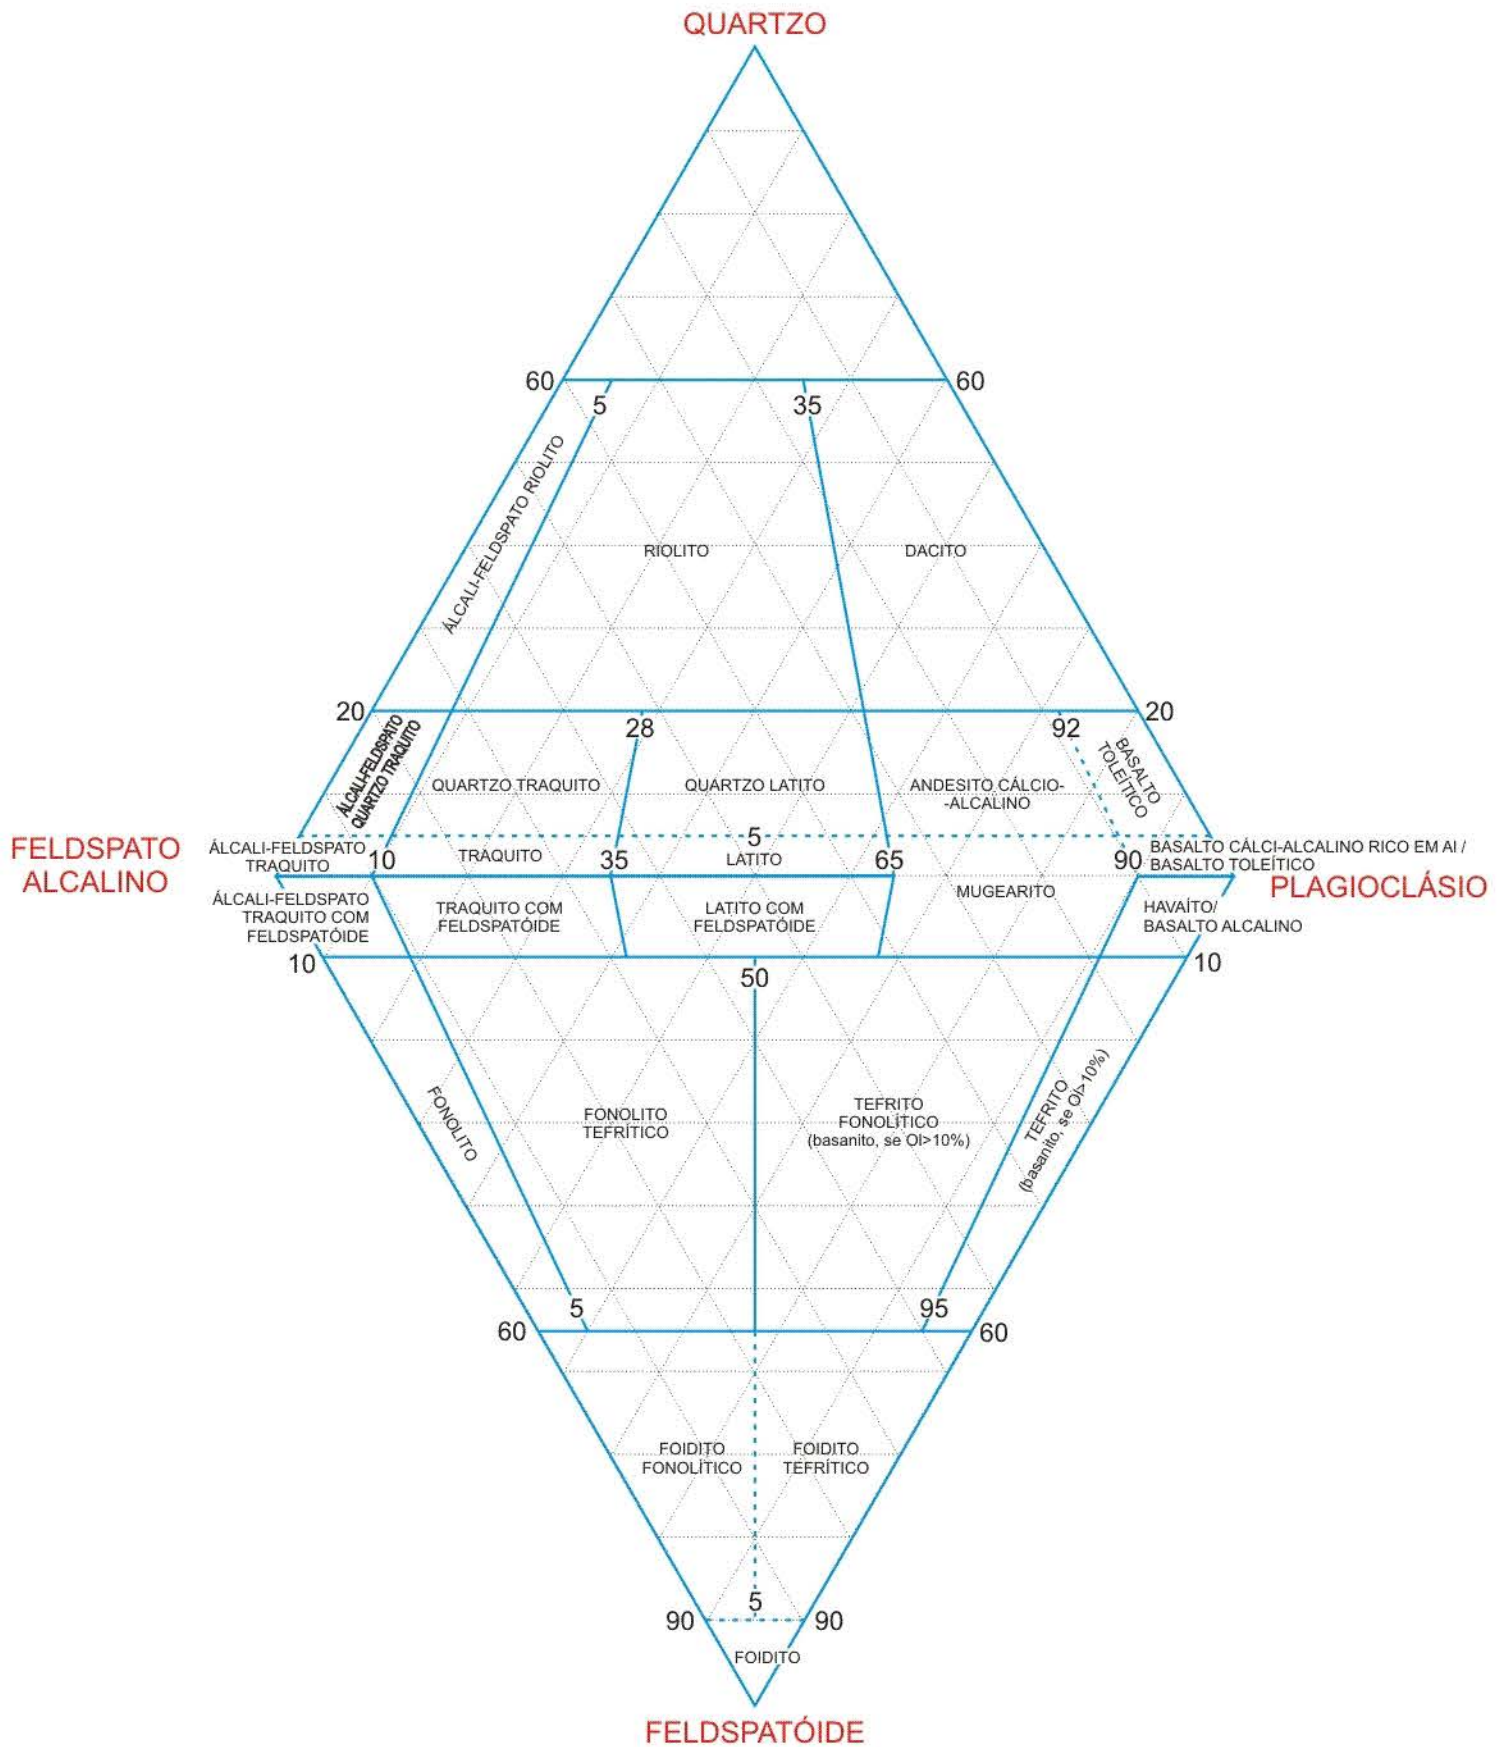 QUARTZO
60
60
5
35
ÁLCALI-FELDSPATO RIOLITO
RIOLITO
DACITO
20
20
28
92
ÁLCALI-FELDSPATO
QUARTZO TRAQUITO
QUARTZO TRAQUITO
QUARTZO LATITO
ANDESITO CÁLCIO-
-ALCALINO
BASALTO
TOLEÍTICO
5
FELDSPATO
ALCALINO
ÁLCALI-FELDSPATO
TRAQUITO
10
TRAQUITO
35
LATITO
65
90
BASALTO CÁLCI-ALCALINO RICO EM Al /
BASALTO TOLEÍTICO
PLAGIOCLÁSIO
ÁLCALI-FELDSPATO
TRAQUITO COM
FELDSPATÓIDE
TRAQUITO COM
FELDSPATÓIDE
LATITO COM
FELDSPATÓIDE
MUGEARITO
HAVAÍTO/
BASALTO ALCALINO
10
10
50
FONOLITO
FONOLITO
TEFRÍTICO
TEFRITO
FONOLÍTICO
(basanito, se Ol>10%)
TEFRITO
(basanito, se Ol>10%)
5
95
60
60
FOIDITO
FONOLÍTICO
FOIDITO
TEFRÍTICO
5
90
90
FOIDITO
FELDSPATÓIDE